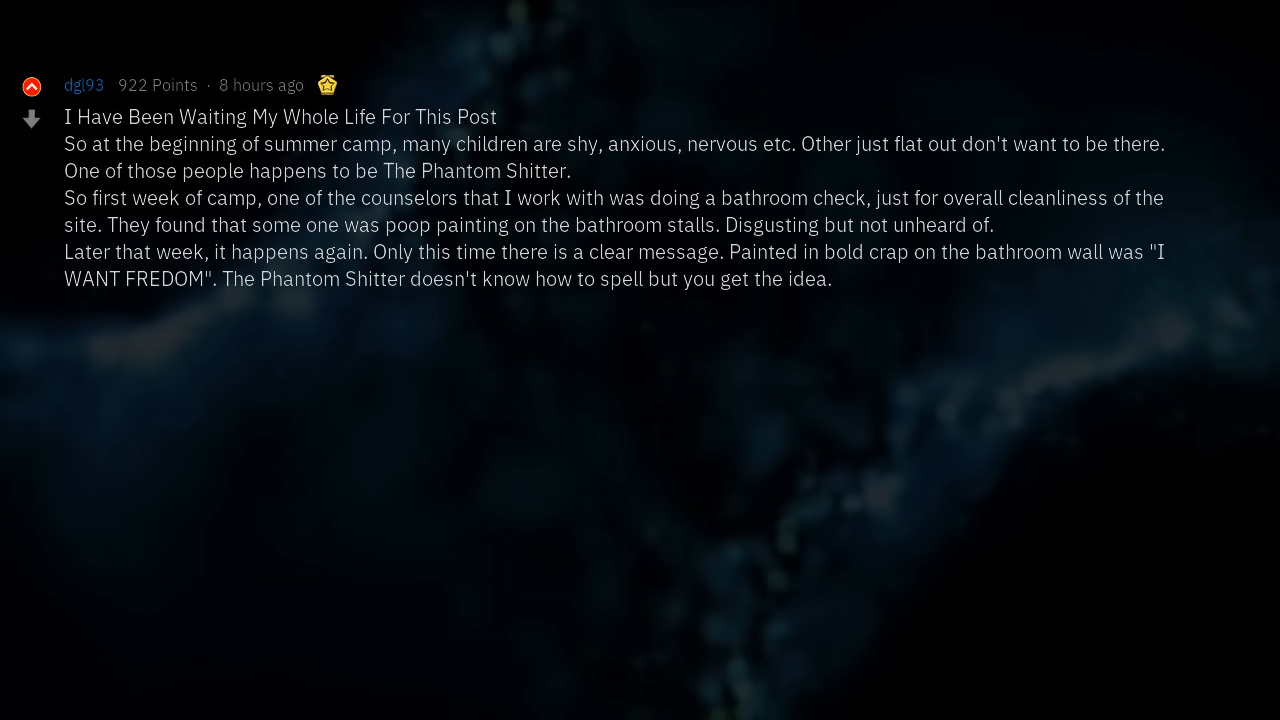 dgl93 922 Points · 8 hours ago
I Have Been Waiting My Whole Life For This Post
So at the beginning of summer camp, many children are shy, anxious, nervous etc. Other just flat out don't want to be there.
One of those people happens to be The Phantom Shitter.
So first week of camp, one of the counselors that I work with was doing a bathroom check, just for overall cleanliness of the
site. They found that some one was poop painting on the bathroom stalls. Disgusting but not unheard of.
Later that week, it happens again. Only this time there is a clear message. Painted in bold crap on the bathroom wall was "I
WANT FREDOM". The Phantom Shitter doesn't know how to spell but you get the idea.